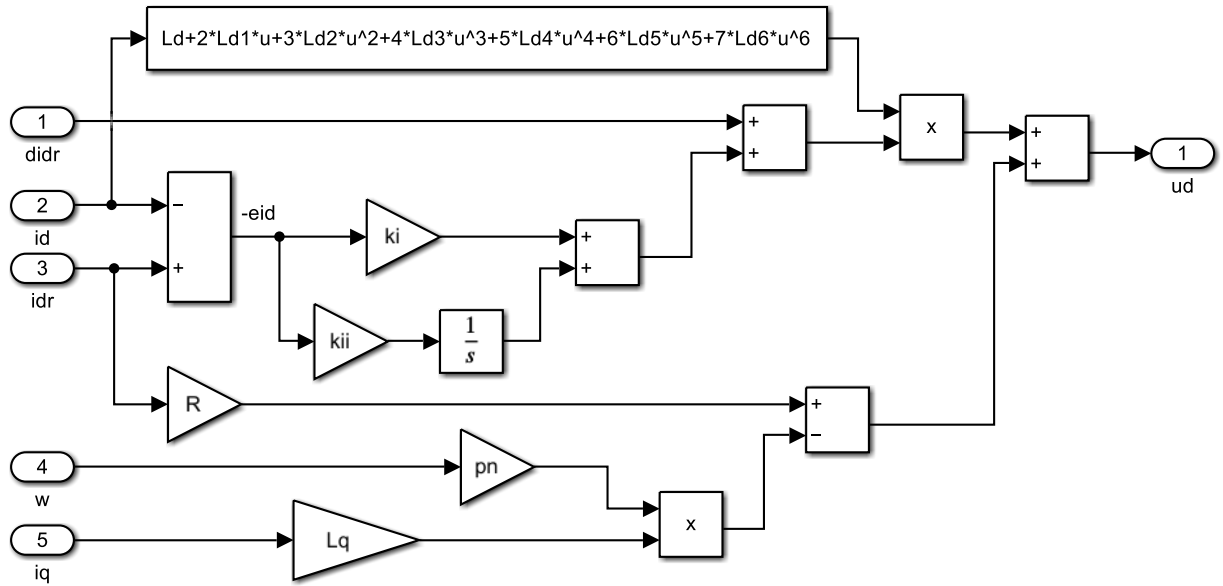 Ld+2*Ld1*u+3*Ld2*u^2+4*Ld3*u^3+5*Ld4*u^4+6*Ld5*u^5+7*Ld6*u^6
1
didr
+
+
x
+
+
1
ud
2
id
−
-eid
ki
+
+
3
idr
+
kii
1
s
R
+
−
4
w
pn
x
5
iq
Lq